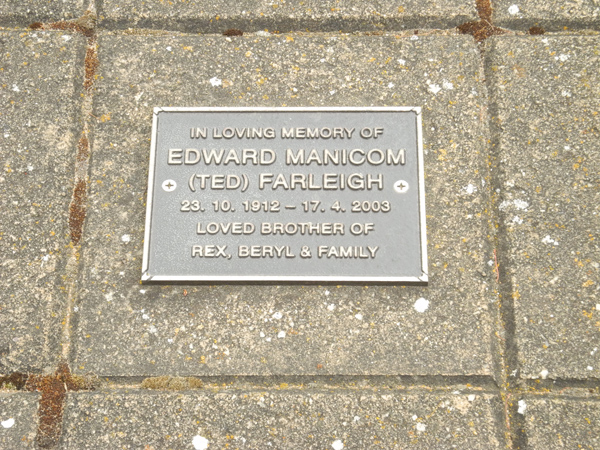 IN LOVING MEMORY OF
EDWARD MANICOM
(TED) FARLEIGH
23. 10. 1912 – 17. 4. 2003
LOVED BROTHER OF
REX, BERYL & FAMILY